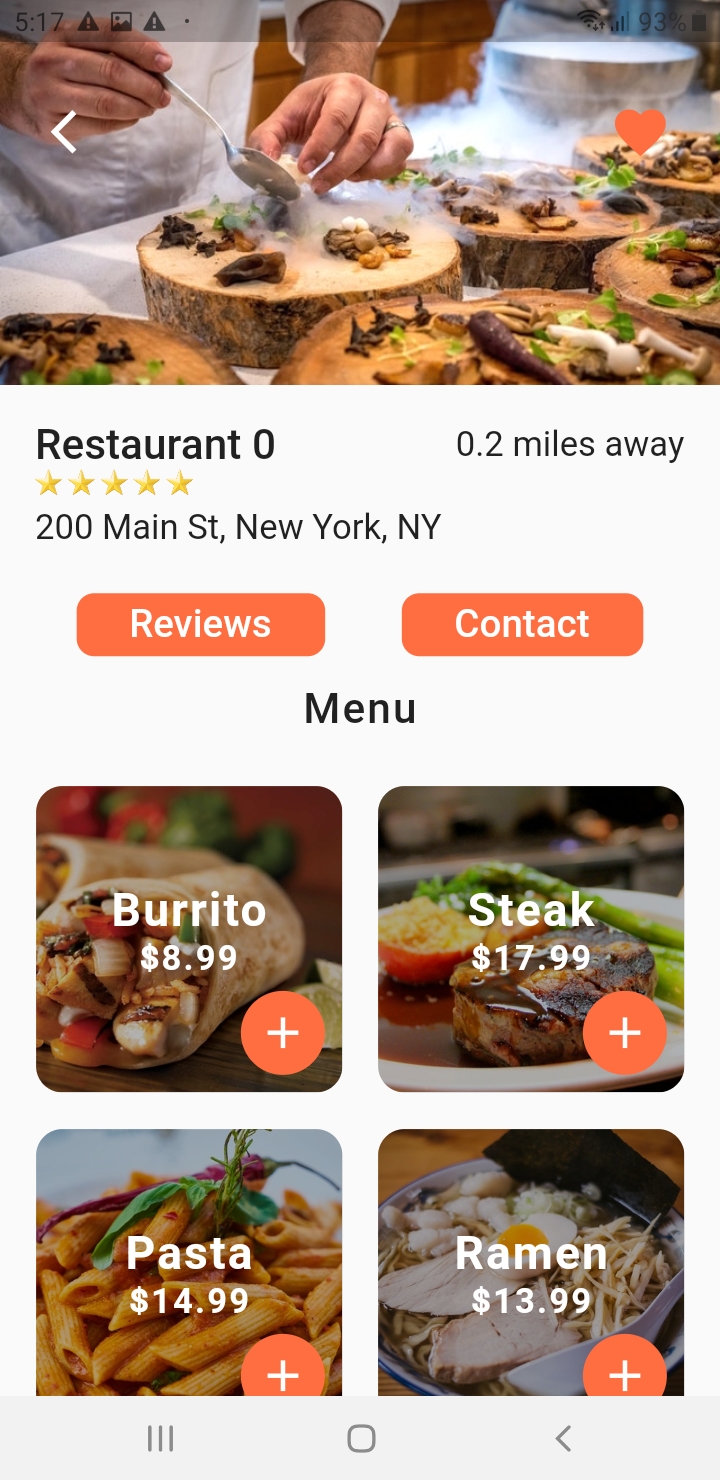 5:17 93%
Restaurant 0 0.2 miles away
200 Main St, New York, NY
Reviews Contact
Menu
Burrito Steak
$8.99 $17.99
Pasta Ramen
$14.99 $13.99